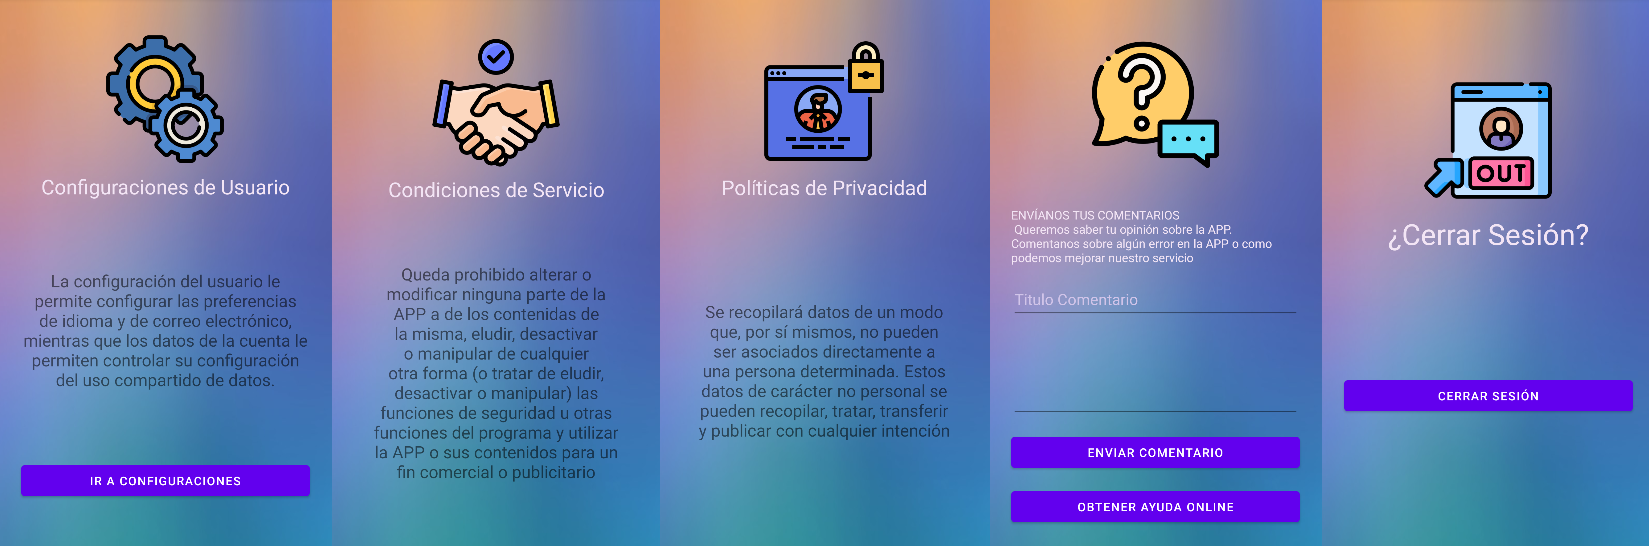 Configuraciones de Usuario
La configuración del usuario le
permite configurar las preferencias
de idioma y de correo electrónico,
mientras que los datos de la cuenta le
permiten controlar su configuración
del uso compartido de datos.
IR A CONFIGURACIONES
Condiciones de Servicio
Queda prohibido alterar o
modificar ninguna parte de la
APP a de los contenidas de
la misma, eludir, desactivar
o manipular de cualquier
otra forma (o tratar de eludir,
desactivar o manipular) las
funciones de seguridad u otras
funciones del programa y utilizar
la APP o sus contenidos para un
fin comercial o publicitario
Políticas de Privacidad
Se recopilará datos de un modo
que, por sí mismos, no pueden
ser asociados directamente a
una persona determinada. Estos
datos de carácter no personal se
pueden recopilar, tratar, transferir
y publicar con cualquier intención
ENVÍANOS TUS COMENTARIOS
Queremos saber tu opinión sobre la APP.
Comentanos sobre algún error en la APP o como
podemos mejorar nuestro servicio
Título Comentario
ENVIAR COMENTARIO
OBTENER AYUDA ONLINE
OUT
¿Cerrar Sesión?
CERRAR SESIÓN